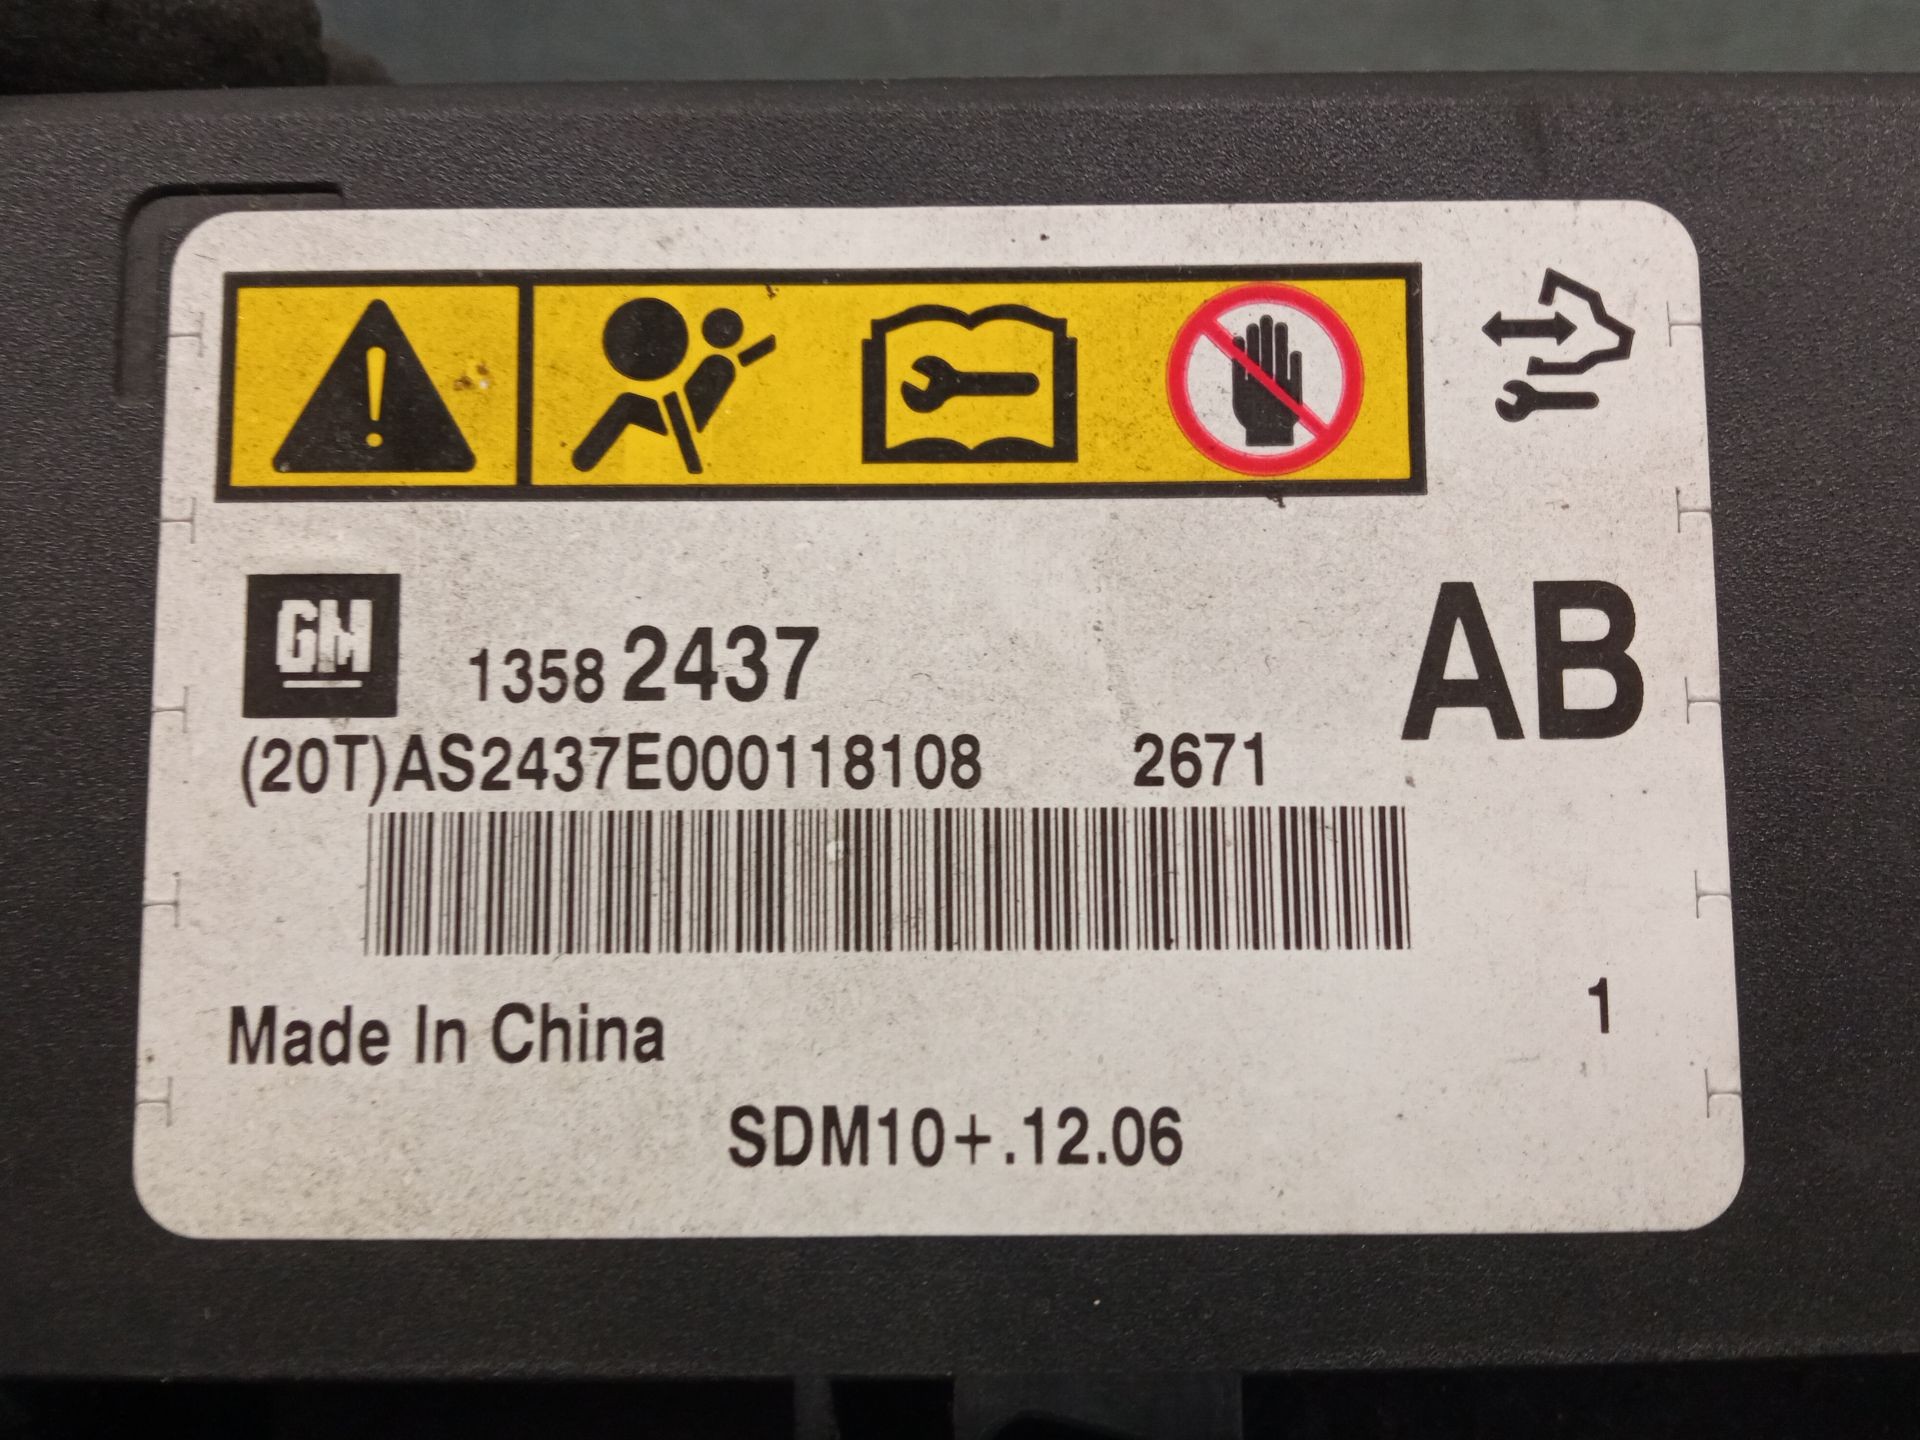 GM
1358 2437
AB
(20T)AS2437E000118108 2671
Made In China
1
SDM10+.12.06